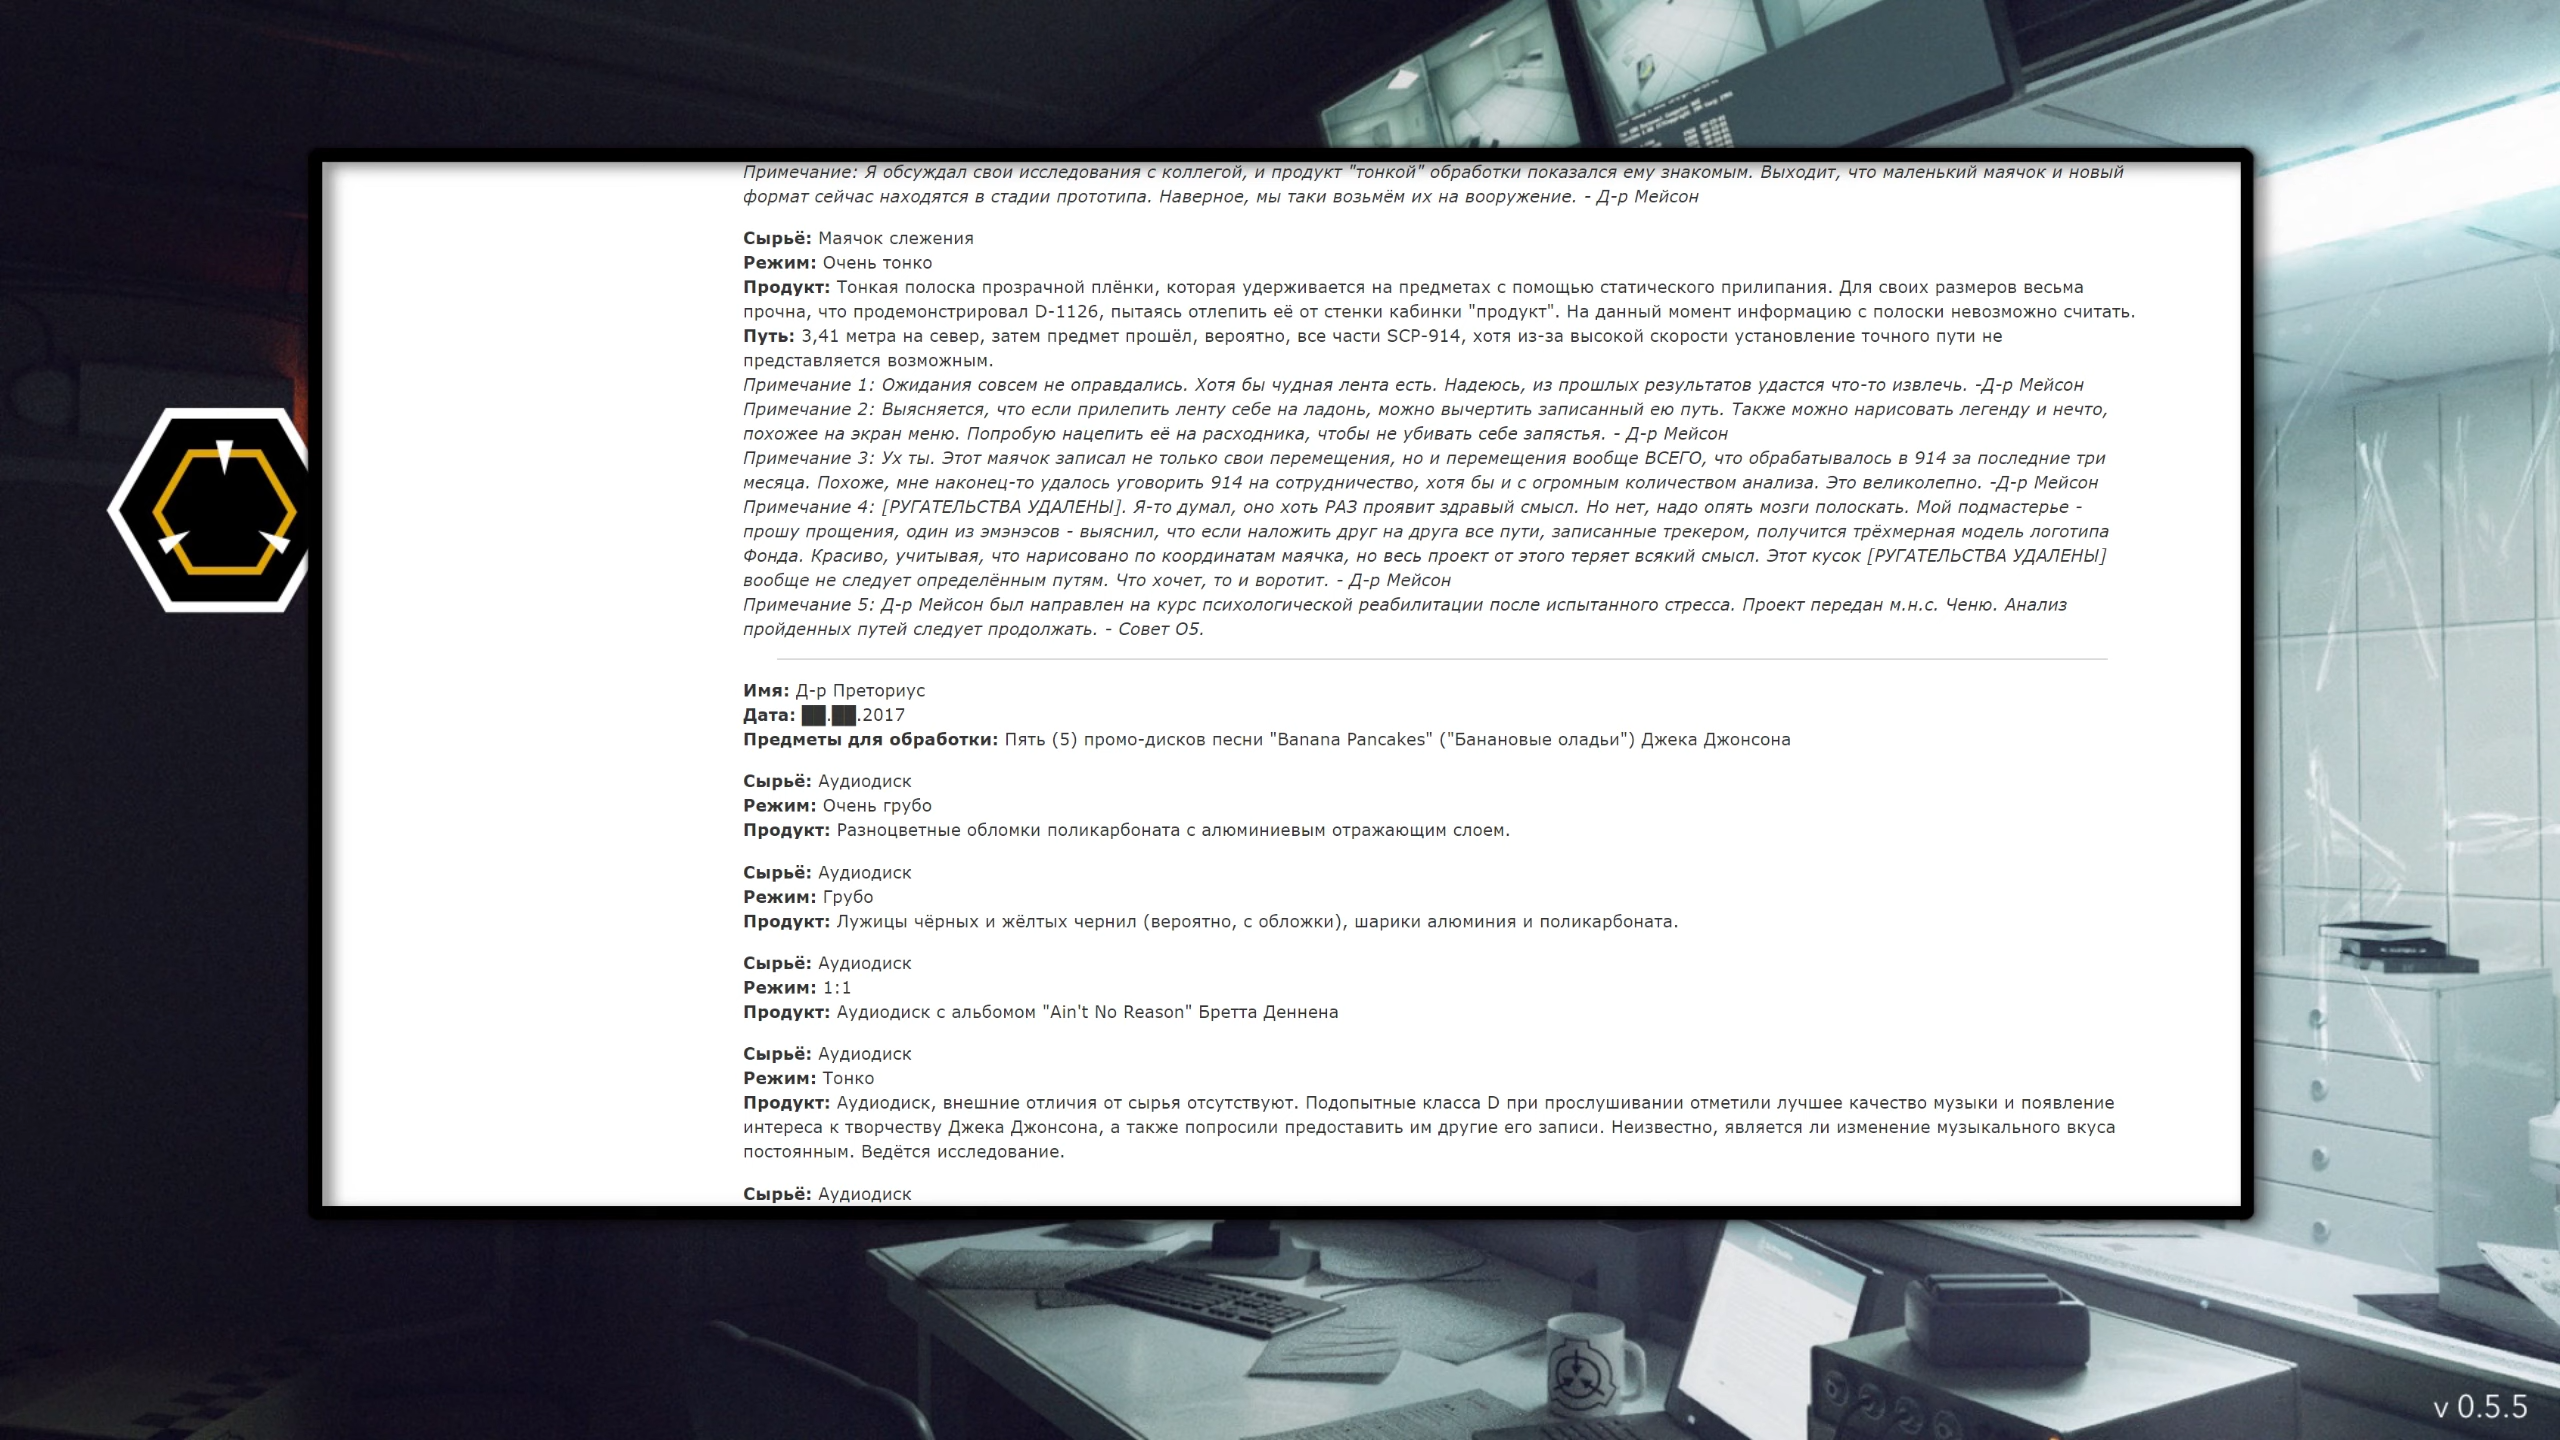 Примечание: Я обсуждал свои исследования с коллегой, и продукт "тонкой" обработки показался ему знакомым. Выходит, что маленький маячок и новый
формат сейчас находятся в стадии прототипа. Наверное, мы таки возьмём их на вооружение. - Д-р Мейсон
Сырьё: Маячок слежения
Режим: Очень тонко
Продукт: Тонкая полоска прозрачной плёнки, которая удерживается на предметах с помощью статического прилипания. Для своих размеров весьма
прочна, что продемонстрировал D-1126, пытаясь отлепить её от стенки кабинки "продукт". На данный момент информацию с полоски невозможно считать.
Путь: 3,41 метра на север, затем предмет прошёл, вероятно, все части SCP-914, хотя из-за высокой скорости установление точного пути не
представляется возможным.
Примечание 1: Ожидания совсем не оправдались. Хотя бы чудная лента есть. Надеюсь, из прошлых результатов удастся что-то извлечь. -Д-р Мейсон
Примечание 2: Выясняется, что если прилепить ленту себе на ладонь, можно вычертить записанный ею путь. Также можно нарисовать легенду и нечто,
похожее на экран меню. Попробую нацепить её на расходника, чтобы не убивать себе запястья. - Д-р Мейсон
Примечание 3: Ух ты. Этот маячок записал не только свои перемещения, но и перемещения вообще ВСЕГО, что обрабатывалось в 914 за последние три
месяца. Похоже, мне наконец-то удалось уговорить 914 на сотрудничество, хотя бы и с огромным количеством анализа. Это великолепно. -Д-р Мейсон
Примечание 4: [РУГАТЕЛЬСТВА УДАЛЕНЫ]. Я-то думал, оно хоть РАЗ проявит здравый смысл. Но нет, надо опять мозги полоскать. Мой подмастерье -
прошу прощения, один из эмэнэсов - выяснил, что если наложить друг на друга все пути, записанные трекером, получится трёхмерная модель логотипа
Фонда. Красиво, учитывая, что нарисовано по координатам маячка, но весь проект от этого теряет всякий смысл. Этот кусок [РУГАТЕЛЬСТВА УДАЛЕНЫ]
вообще не следует определённым путям. Что хочет, то и воротит. - Д-р Мейсон
Примечание 5: Д-р Мейсон был направлен на курс психологической реабилитации после испытанного стресса. Проект передан м.н.с. Ченю. Анализ
пройденных путей следует продолжать. - Совет О5.
Имя: Д-р Преториус
Дата: ██.██.2017
Предметы для обработки: Пять (5) промо-дисков песни "Banana Pancakes" ("Банановые оладьи") Джека Джонсона
Сырьё: Аудиодиск
Режим: Очень грубо
Продукт: Разноцветные обломки поликарбоната с алюминиевым отражающим слоем.
Сырьё: Аудиодиск
Режим: Грубо
Продукт: Лужицы чёрных и жёлтых чернил (вероятно, с обложки), шарики алюминия и поликарбоната.
Сырьё: Аудиодиск
Режим: 1:1
Продукт: Аудиодиск с альбомом "Ain't No Reason" Бретта Деннена
Сырьё: Аудиодиск
Режим: Тонко
Продукт: Аудиодиск, внешние отличия от сырья отсутствуют. Подопытные класса D при прослушивании отметили лучшее качество музыки и появление
интереса к творчеству Джека Джонсона, а также попросили предоставить им другие его записи. Неизвестно, является ли изменение музыкального вкуса
постоянным. Ведётся исследование.
Сырьё: Аудиодиск
v 0.5.5